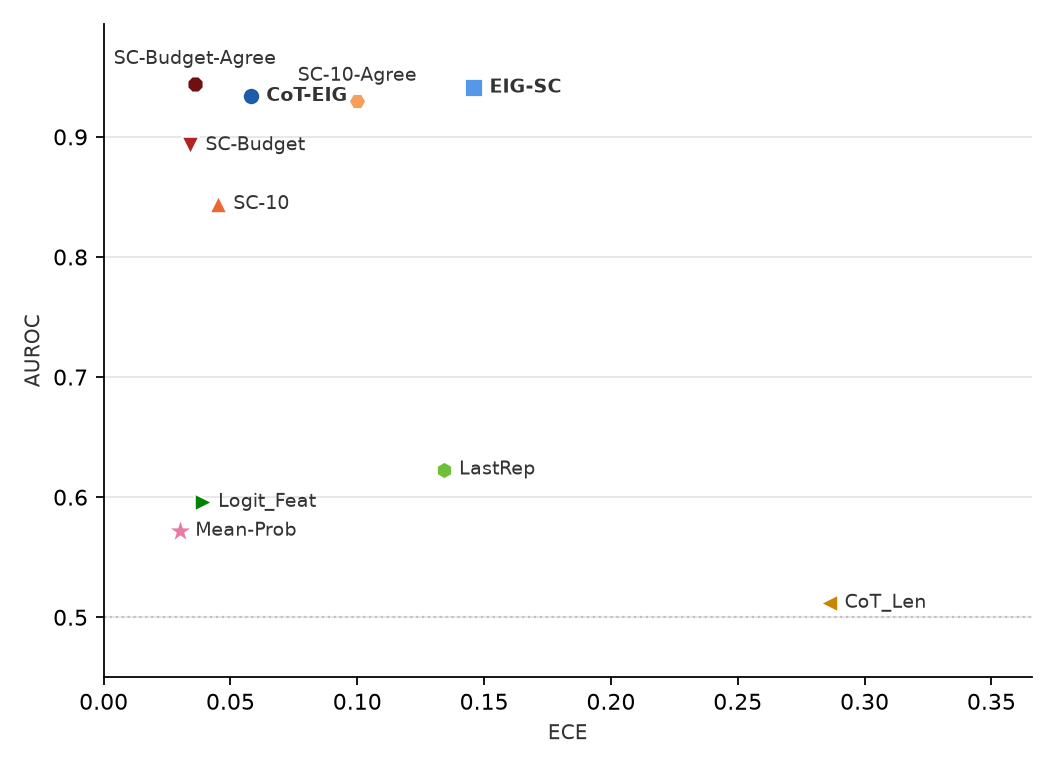 SC-Budget-Agree
SC-10-Agree
CoT-EIG
EIG-SC
SC-Budget
SC-10
LastRep
Logit_Feat
Mean-Prob
CoT_Len
AUROC
0.9
0.8
0.7
0.6
0.5
0.00 0.05 0.10 0.15 0.20 0.25 0.30 0.35
ECE